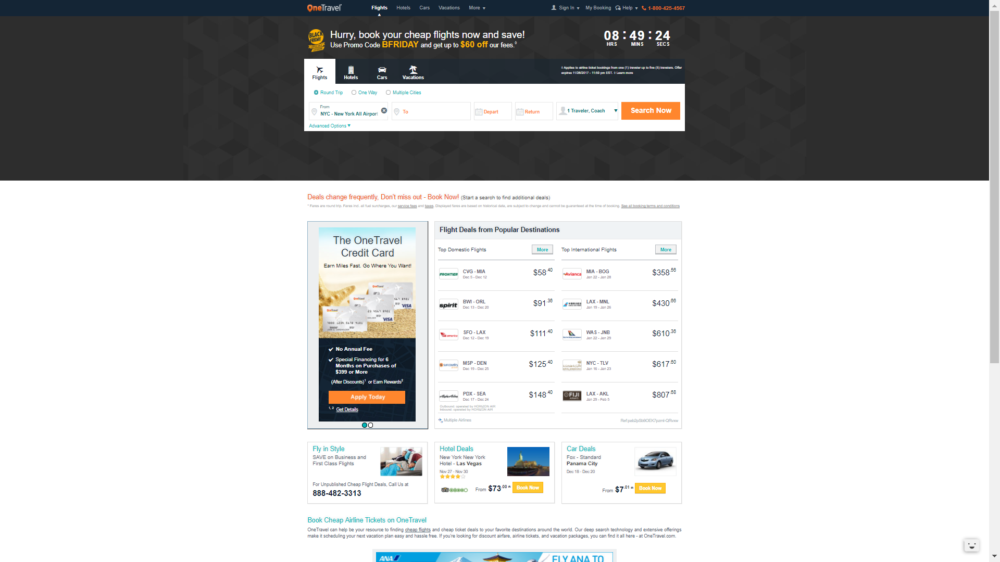 OneTravel
Flights
Hotels
Cars
Vacations
More
Sign In
My Booking
Help
1-800-425-4567
BLACK
FRIDAY
Hurry, book your cheap flights now and save!
Use Promo Code BFRIDAY and get up to $60 off our fees.◊
08 : 49 : 24
HRS MINS SECS
Flights
Hotels
Cars
Vacations
◊ Applies to airline ticket bookings from one (1) traveler up to five (5) travelers. Offer
expires 11/26/2017 - 11:59 pm EST. ◊ Learn more
Round Trip
One Way
Multiple Cities
From
NYC - New York All Airport
To
Depart
Return
1 Traveler, Coach
Search Now
Advanced Options
Deals change frequently, Don't miss out - Book Now! (Start a search to find additional deals)
* Fares are round trip. Fares incl. all fuel surcharges, our service fees and taxes. Displayed fares are based on historical data, are subject to change and cannot be guaranteed at the time of booking. See all booking terms and conditions
The OneTravel
Credit Card
Earn Miles Fast. Go Where You Want!
OneTravel
OneTravel
OneTravel
VISA
VISA
7000 1234 5678 9101
VISA
No Annual Fee
Special Financing for 6
Months on Purchases of
$399 or More
(After Discounts)1 or Earn Rewards2
Apply Today
1, 2 Get Details
Flight Deals from Popular Destinations
Top Domestic Flights
More
FRONTIER
CVG - MIA
Dec 5 - Dec 12
$58.40
spirit
BWI - ORL
Dec 13 - Dec 20
$91.36
america
SFO - LAX
Dec 12 - Dec 19
$111.40
sun country
MSP - DEN
Dec 19 - Dec 25
$125.40
Alaska Airlines
PDX - SEA
Dec 17 - Dec 24
$148.40
Outbound: operated by HORIZON AIR
Inbound: operated by HORIZON AIR
Multiple Airlines
Top International Flights
More
Avianca
MIA - BOG
Jan 22 - Jan 28
$358.56
LAX - MNL
Jan 19 - Jan 26
$430.66
WAS - JNB
Jan 22 - Jan 29
$610.36
NYC - TLV
Jan 16 - Jan 23
$617.60
FIJI
AIRWAYS
LAX - AKL
Jan 29 - Feb 5
$807.68
Fly in Style
SAVE on Business and
First Class Flights
For Unpublished Cheap Flight Deals, Call Us at
888-482-3313
Hotel Deals
New York New York
Hotel - Las Vegas
Nov 27 - Nov 30
From $73.00 *
Book Now
Car Deals
Fox - Standard
Panama City
Dec 18 - Dec 20
From $7.01 *
Book Now
Book Cheap Airline Tickets on OneTravel
OneTravel can help be your resource to finding cheap flights and cheap ticket deals to your favorite destinations around the world. Our deep search technology and extensive offerings
make it scheduling your next vacation plan easy and hassle free. If you're looking for discount airfare, airline tickets, and vacation packages, you can find it all here - at OneTravel.com.
ANA
FLY ANA TO